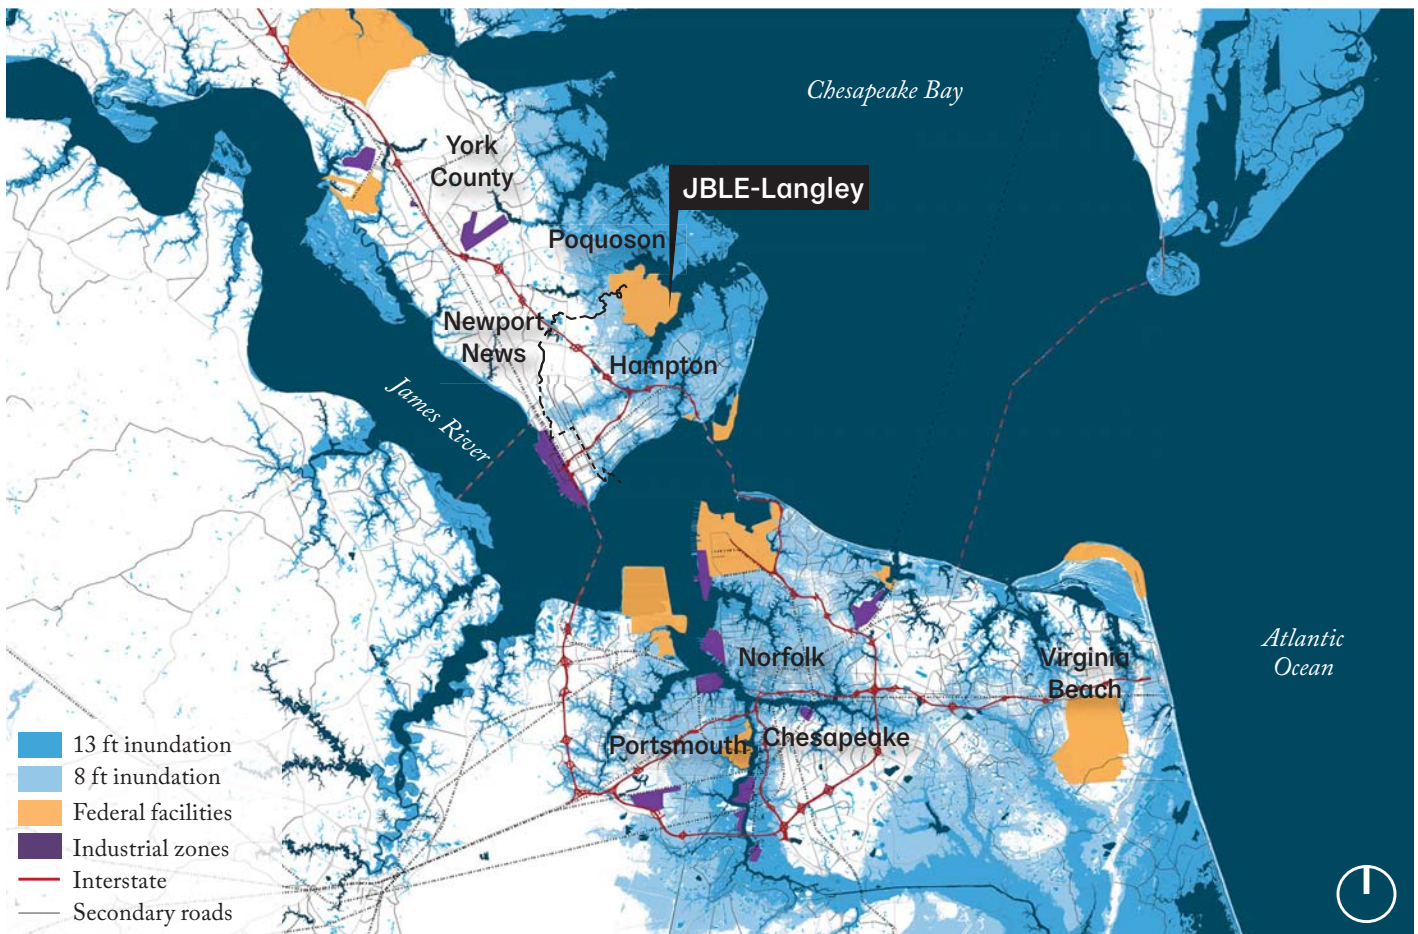 Chesapeake Bay
York
County
JBLE-Langley
Poquoson
Newport
News
Hampton
James River
Atlantic
Ocean
Norfolk
Virginia
Beach
Portsmouth
Chesapeake
13 ft inundation
8 ft inundation
Federal facilities
Industrial zones
Interstate
Secondary roads